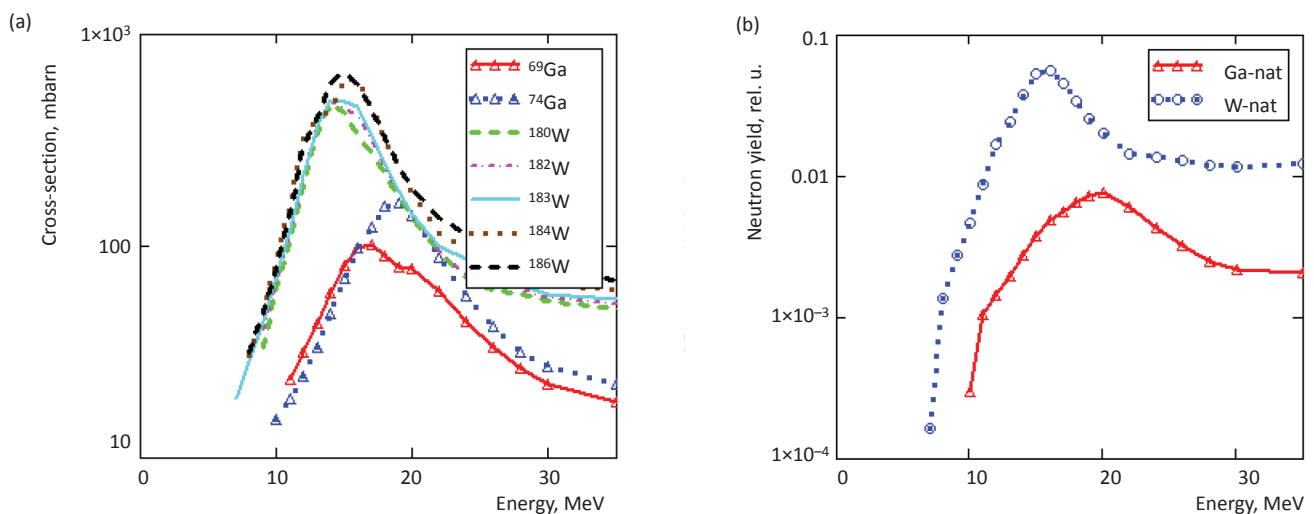 (a)
1×10³
100
10
0
10
20
30
Cross-section, mbarn
Energy, MeV
⁶⁹Ga
⁷⁴Ga
¹⁸⁰W
¹⁸²W
¹⁸³W
¹⁸⁴W
¹⁸⁶W
(b)
0.1
0.01
1×10⁻³
1×10⁻⁴
0
10
20
30
Neutron yield, rel. u.
Energy, MeV
Ga-nat
W-nat